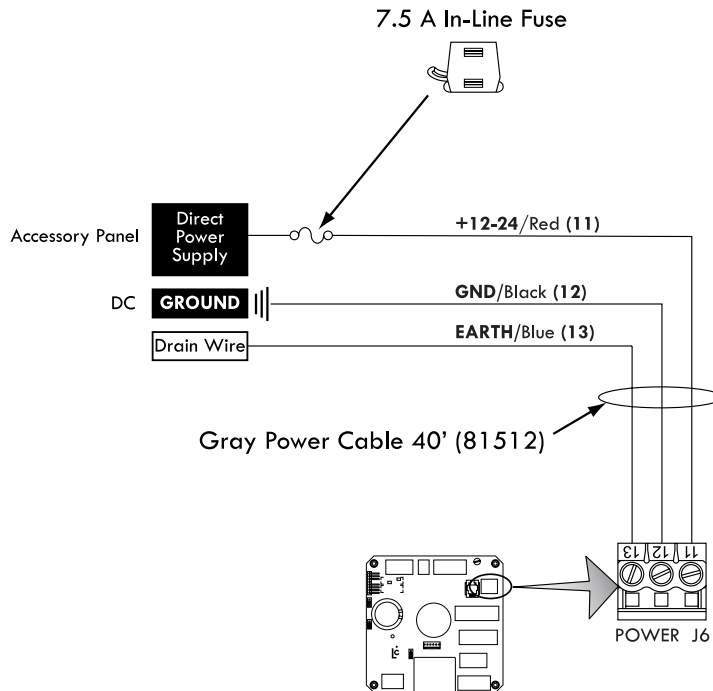 7.5 A In-Line Fuse
Accessory Panel
Direct
Power
Supply
+12-24/Red (11)
DC
GROUND
GND/Black (12)
Drain Wire
EARTH/Blue (13)
Gray Power Cable 40' (81512)
13 12 11
POWER J6